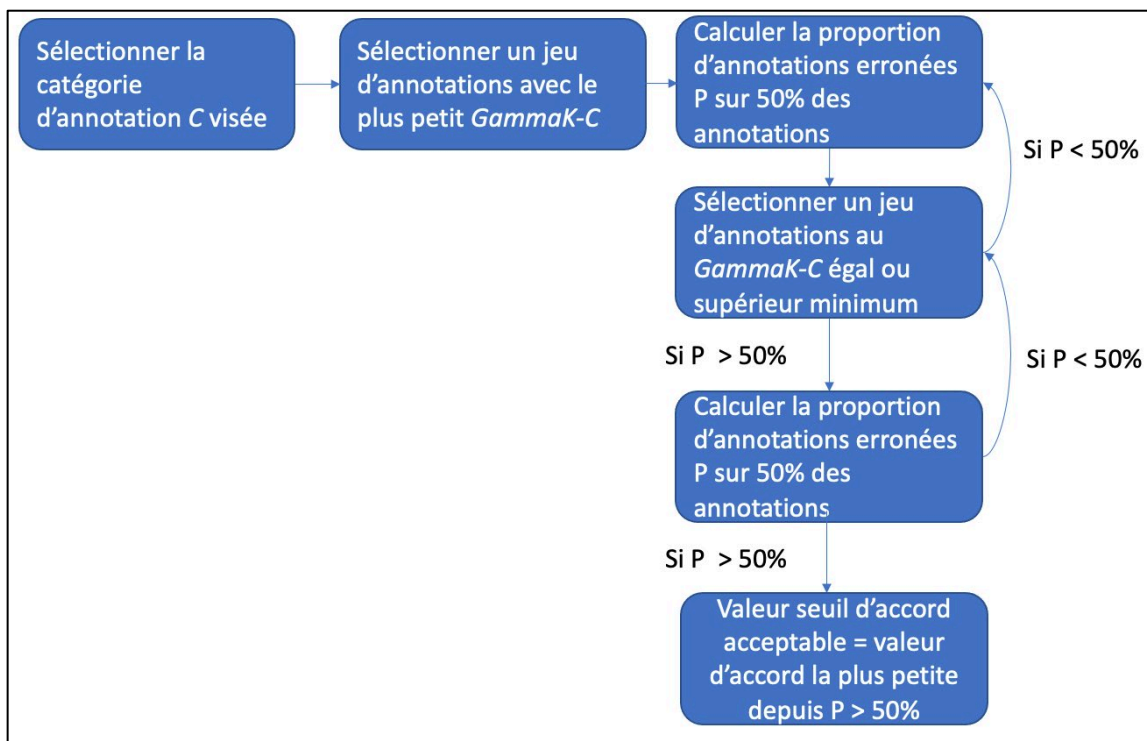 Sélectionner la
catégorie
d'annotation C visée
Sélectionner un jeu
d'annotations avec le
plus petit GammaK-C
Calculer la proportion
d'annotations erronées
P sur 50% des
annotations
Si P < 50%
Sélectionner un jeu
d'annotations au
GammaK-C égal ou
supérieur minimum
Si P > 50%
Si P < 50%
Calculer la proportion
d'annotations erronées
P sur 50% des
annotations
Si P > 50%
Valeur seuil d'accord
acceptable = valeur
d'accord la plus petite
depuis P > 50%